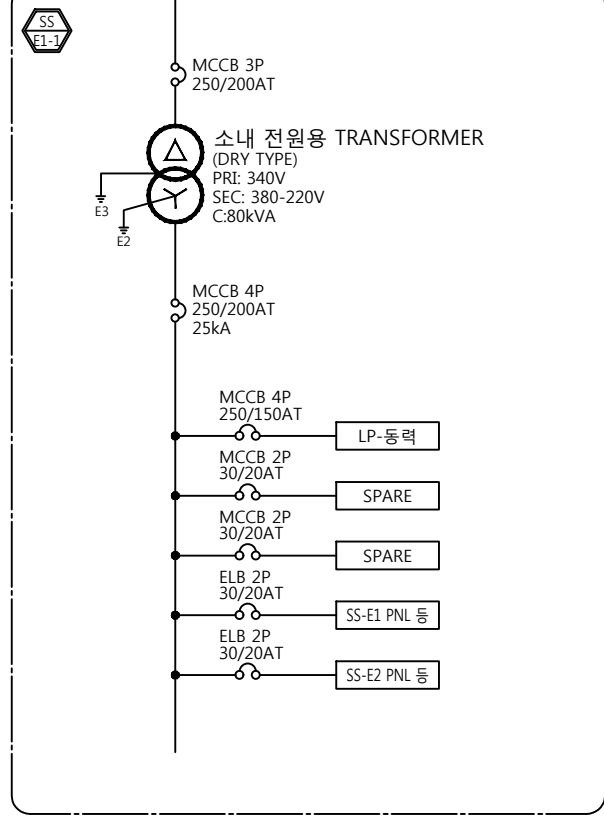 SS
E1-1
MCCB 3P
250/200AT
소내 전원용 TRANSFORMER
(DRY TYPE)
PRI: 340V
SEC: 380-220V
C:80kVA
E3
E2
MCCB 4P
250/200AT
25kA
MCCB 4P
250/150AT
LP-동력
MCCB 2P
30/20AT
SPARE
MCCB 2P
30/20AT
SPARE
ELB 2P
30/20AT
SS-E1 PNL 등
ELB 2P
30/20AT
SS-E2 PNL 등